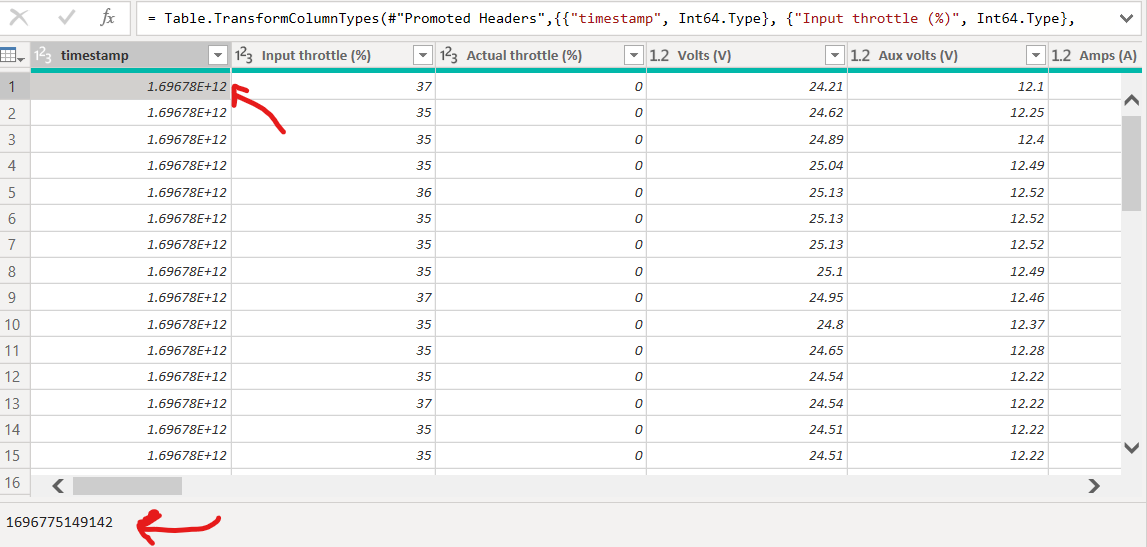 fx = Table.TransformColumnTypes(#"Promoted Headers",{{"timestamp", Int64.Type}, {"Input throttle (%)", Int64.Type},
1²3 timestamp 1²3 Input throttle (%) 1²3 Actual throttle (%) 1.2 Volts (V) 1.2 Aux volts (V) 1.2 Amps (A)
1 1.69678E+12 37 0 24.21 12.1
2 1.69678E+12 35 0 24.62 12.25
3 1.69678E+12 35 0 24.89 12.4
4 1.69678E+12 35 0 25.04 12.49
5 1.69678E+12 36 0 25.13 12.52
6 1.69678E+12 35 0 25.13 12.52
7 1.69678E+12 35 0 25.13 12.52
8 1.69678E+12 35 0 25.1 12.49
9 1.69678E+12 37 0 24.95 12.46
10 1.69678E+12 35 0 24.8 12.37
11 1.69678E+12 35 0 24.65 12.28
12 1.69678E+12 35 0 24.54 12.22
13 1.69678E+12 37 0 24.54 12.22
14 1.69678E+12 35 0 24.51 12.22
15 1.69678E+12 35 0 24.51 12.22
16
1696775149142